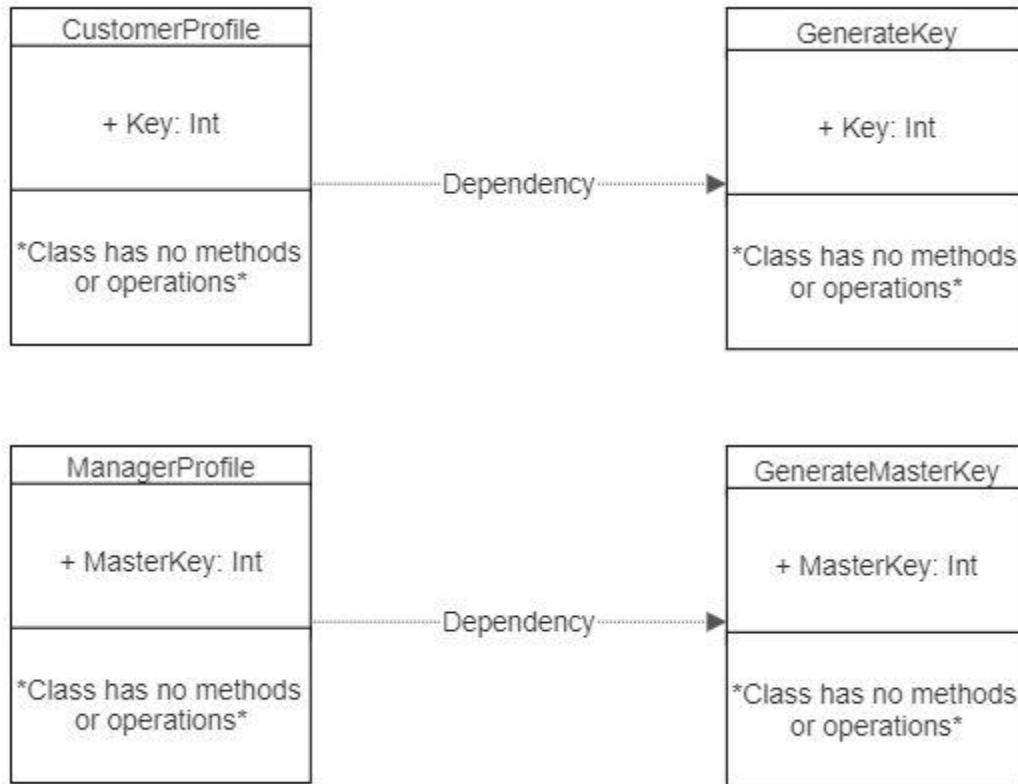 CustomerProfile
+ Key: Int
*Class has no methods
or operations*
Dependency
GenerateKey
+ Key: Int
*Class has no methods
or operations*
ManagerProfile
+ MasterKey: Int
*Class has no methods
or operations*
Dependency
GenerateMasterKey
+ MasterKey: Int
*Class has no methods
or operations*